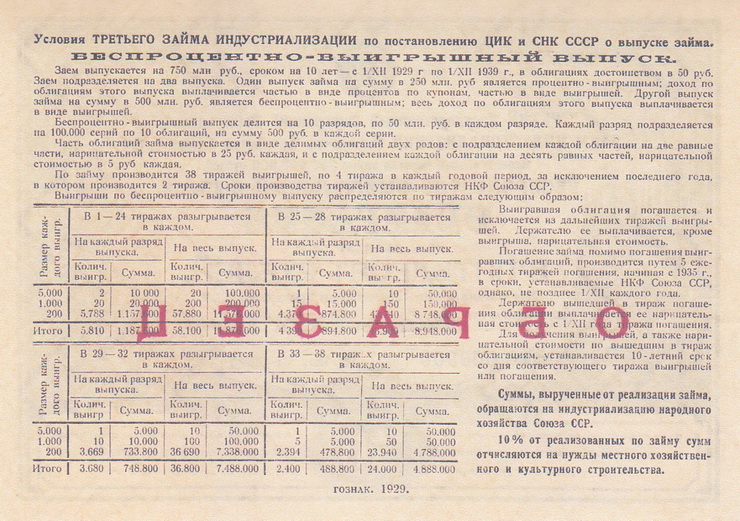 Условия ТРЕТЬЕГО ЗАЙМА ИНДУСТРИАЛИЗАЦИИ по постановлению ЦИК и СНК СССР о выпуске займа.
БЕСПРОЦЕНТНО-ВЫИГРЫШНЫЙ ВЫПУСК.
Заем выпускается на 750 млн. руб., сроком на 10 лет — с 1/XII 1929 г по 1/XII 1939 г., в облигациях достоинством в 50 руб.
Заем подразделяется на два выпуска. Один выпуск займа на сумму в 250 млн. руб является процентно-выигрышным; доход по
облигациям этого выпуска выплачивается частью в виде процентов по купонам, частью в виде выигрышей. Другой выпуск
займа на сумму в 500 млн. руб. является беспроцентно-выигрышным; весь доход по облигациям этого выпуска выплачивается
в виде выигрышей.
Беспроцентно-выигрышный выпуск делится на 10 разрядов, по 50 млн. руб. в каждом разряде. Каждый разряд подразделяется
на 100.000 серий по 10 облигаций, на сумму 500 руб. в каждой серии.
Часть облигаций займа выпускается в виде делимых облигаций двух родов: с подразделением каждой облигации на две равные
части, нарицательной стоимостью в 25 руб. каждая, и с подразделением каждой облигации на десять равных частей, нарицательной
стоимостью в 5 руб каждая.
По займу производится 38 тиражей выигрышей, по 4 тиража в каждый годовой период, за исключением последнего года,
в котором производится 2 тиража. Сроки производства тиражей устанавливаются НКФ Союза ССР.
Выигрыши по беспроцентно-выигрышному выпуску распределяются по тиражам следующим образом:
Размер каждого выигр.
В 1—24 тиражах разыгрывается в каждом. В 25—28 тиражах разыгрывается в каждом.
На каждый разряд выпуска. На весь выпуск. На каждый разряд выпуска. На весь выпуск.
Колич. выигр. Сумма. Колич. выигр. Сумма. Колич. выигр. Сумма. Колич. выигр. Сумма.
5.000 2 10 000 20 100 000 1 5.000 10 50.000
1.000 20 20.000 200 200.000 15 15.000 150 150.000
200 5.788 57.880 8 748.000
Итого 5.810 58.100 8.948.000
ЦЕЗАРЬ О
Размер каждого выигр.
В 29—32 тиражах разыгрывается в каждом. В 33—38 тиражах разыгрывается в каждом.
На каждый разряд выпуска. На весь выпуск. На каждый разряд выпуска. На весь выпуск.
Колич. выигр. Сумма. Колич. выигр. Сумма. Колич. выигр. Сумма. Колич. выигр. Сумма.
5.000 1 5.000 10 50.000 1 5.000 10 50.000
1.000 10 10.000 100 100.000 5 5.000 50 50.000
200 3.669 733.800 36 690 7,338.000 2.394 478.800 23.940 4 788.000
Итого 3.680 748.800 36.800 7.488.000 2.400 488.800 24.000 4 888.000
Выигравшая облигация погашается и
исключается из дальнейших тиражей выигрышей.
Держателю ее выплачивается, кроме
выигрыша, нарицательная стоимость.
Погашение займа помимо погашения выигравших
облигаций, производится путем 5 ежегодных
тиражей погашения, начиная с 1935 г.,
в сроки, устанавливаемые НКФ Союза ССР,
однако, не позднее 1/XII каждого года.
Держателю вышедшей в тираж погашения
облигации выплачивается ее нарицательная
стоимость с 1/XII года тиража погашения.
Для получения выигрышей, а также нарицательной
стоимости по вышедшим в тираж
облигациям, устанавливается 10-летний срок
со дня соответствующего тиража выигрышей
или погашения.
Суммы, вырученные от реализации займа,
обращаются на индустриализацию народного
хозяйства Союза ССР.
10% от реализованных по займу сумм
отчисляются на нужды местного хозяйственного
и культурного строительства.
ГОЗНАК. 1929.